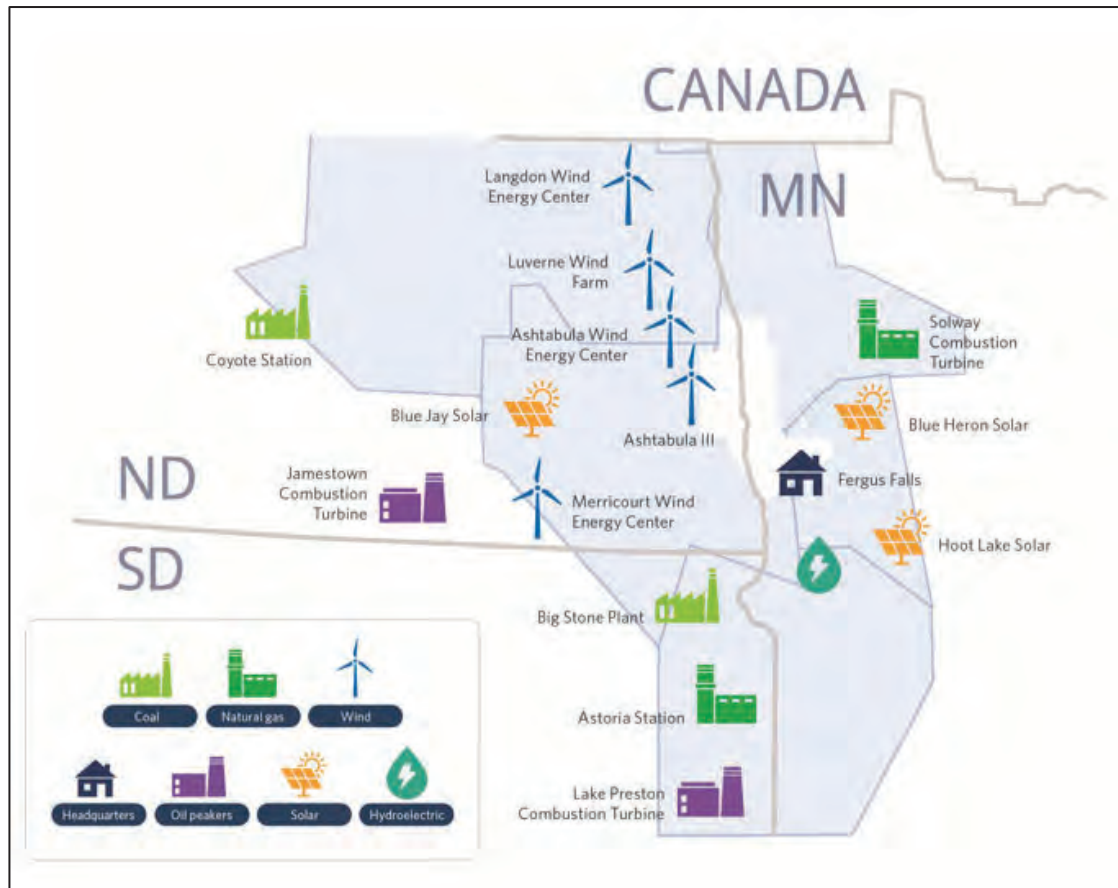 CANADA
MN
Langdon Wind
Energy Center
Luverne Wind
Farm
Ashtabula Wind
Energy Center
Solway
Combustion
Turbine
Coyote Station
Blue Jay Solar
Ashtabula III
Blue Heron Solar
ND
Jamestown
Combustion
Turbine
Merricourt Wind
Energy Center
Fergus Falls
Hoot Lake Solar
SD
Big Stone Plant
Astoria Station
Lake Preston
Combustion Turbine
Coal
Natural gas
Wind
Headquarters
Oil peakers
Solar
Hydroelectric